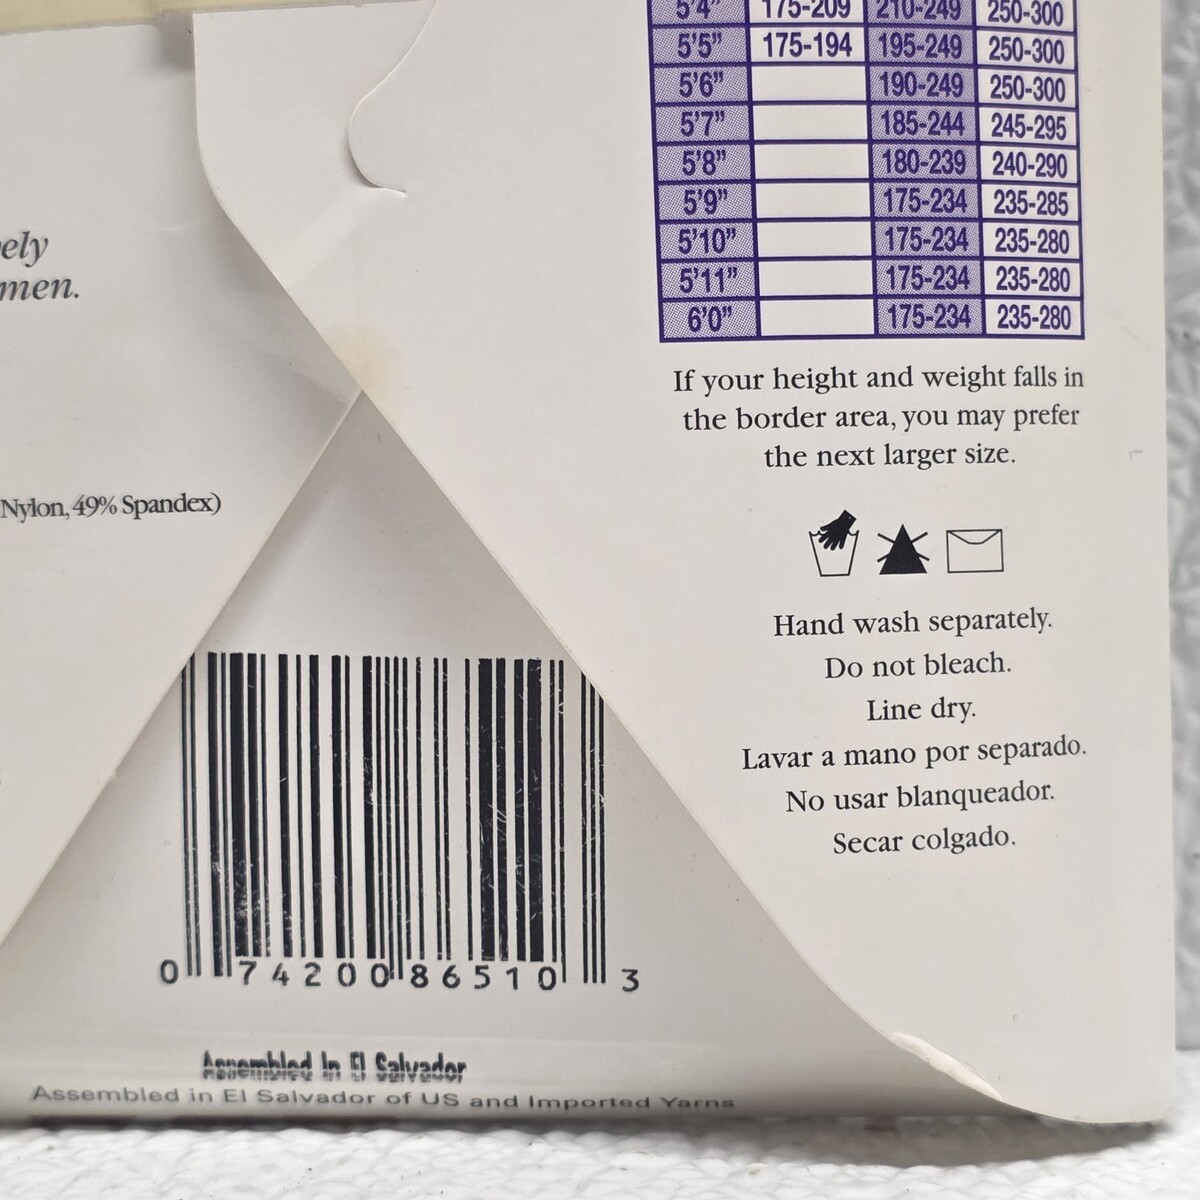 5'4" 175-209 210-249 250-300
5'5" 175-194 195-249 250-300
5'6" 190-249 250-300
5'7" 185-244 245-295
5'8" 180-239 240-290
5'9" 175-234 235-285
5'10" 175-234 235-280
5'11" 175-234 235-280
6'0" 175-234 235-280
If your height and weight falls in
the border area, you may prefer
the next larger size.
Hand wash separately.
Do not bleach.
Line dry.
Lavar a mano por separado.
No usar blanqueador.
Secar colgado.
ely
men.
Nylon, 49% Spandex)
0 74200 86510 3
Assembled In El Salvador
Assembled in El Salvador of US and Imported Yarns